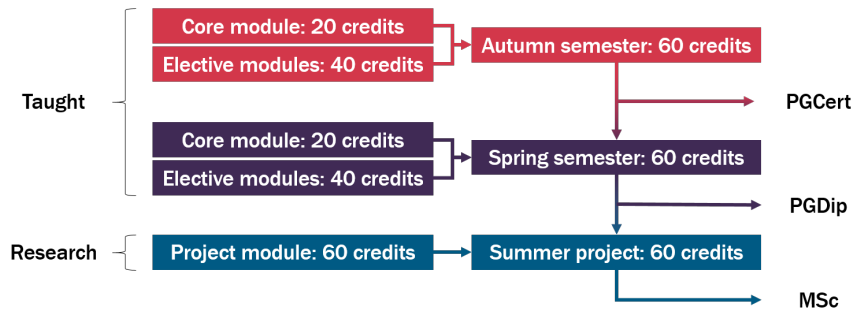 Core module: 20 credits
Elective modules: 40 credits
Autumn semester: 60 credits
Taught
PGCert
Core module: 20 credits
Elective modules: 40 credits
Spring semester: 60 credits
PGDip
Research
Project module: 60 credits
Summer project: 60 credits
MSc